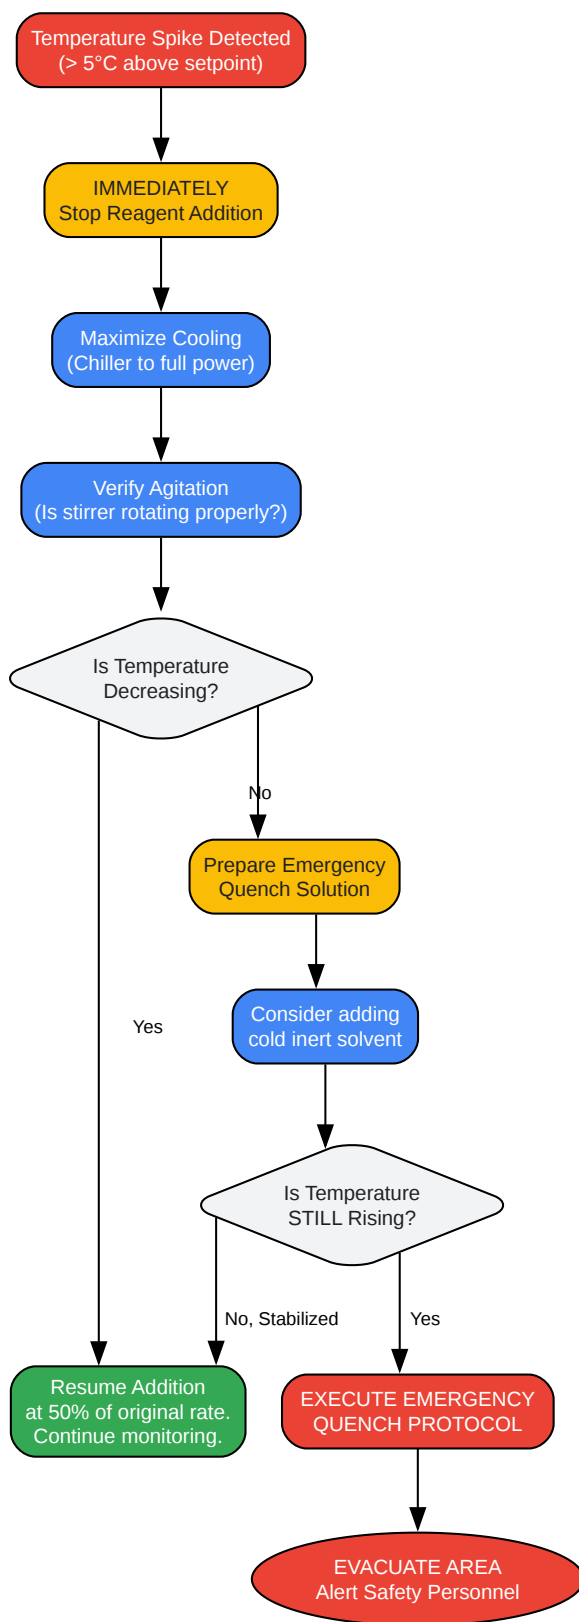 Temperature Spike Detected
(> 5°C above setpoint)
IMMEDIATELY
Stop Reagent Addition
Maximize Cooling
(Chiller to full power)
Verify Agitation
(Is stirrer rotating properly?)
Is Temperature
Decreasing?
No
Prepare Emergency
Quench Solution
Yes
Consider adding
cold inert solvent
Is Temperature
STILL Rising?
No, Stabilized
Yes
Resume Addition
at 50% of original rate.
Continue monitoring.
EXECUTE EMERGENCY
QUENCH PROTOCOL
EVACUATE AREA
Alert Safety Personnel